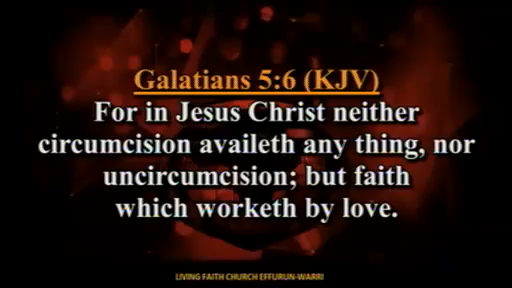 Galatians 5:6 (KJV)
For in Jesus Christ neither
circumcision availeth any thing, nor
uncircumcision; but faith
which worketh by love.
LIVING FAITH CHURCH EFFURUN-WARRI